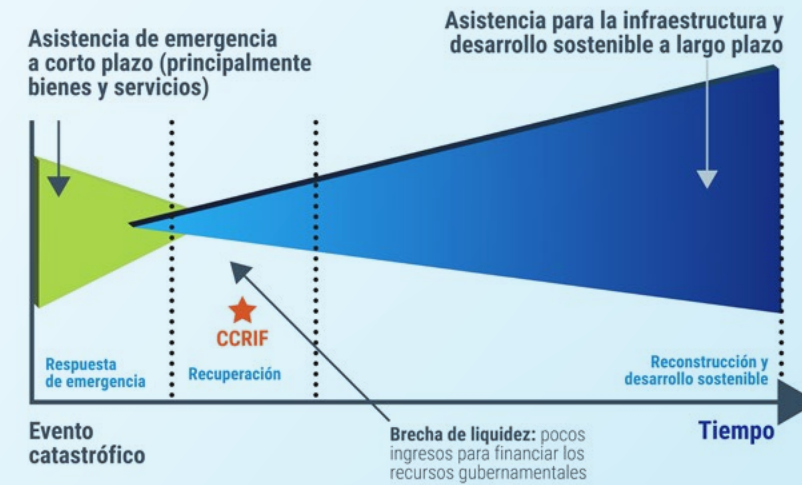 Asistencia de emergencia
a corto plazo (principalmente
bienes y servicios)
Asistencia para la infraestructura y
desarrollo sostenible a largo plazo
CCRIF
Respuesta
de emergencia
Recuperación
Reconstrucción y
desarrollo sostenible
Evento
catastrófico
Brecha de liquidez: pocos
ingresos para financiar los
recursos gubernamentales
Tiempo